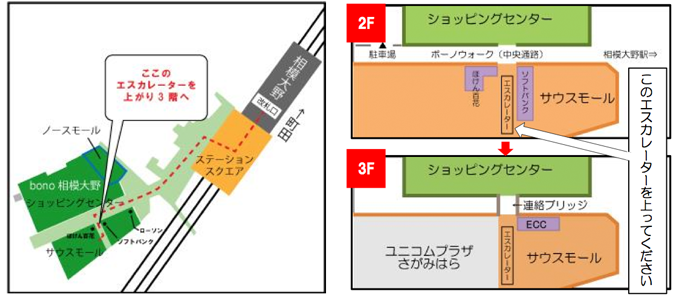 ここの
エスカレーターを
上がり3階へ
相模大野
改札口
→町田
ノースモール
ステーション
スクエア
bono 相模大野
ショッピングセンター
ローソン
ソフトバンク
ほけん百花
サウスモール
2F
ショッピングセンター
駐車場
ボーノウォーク（中央通路）
相模大野駅⇒
ほけん百花
エスカレーター
ソフトバンク
サウスモール
このエスカレーターを上ってください
3F
ショッピングセンター
←連絡ブリッジ
ECC
ユニコムプラザ
さがみはら
エスカレーター
サウスモール